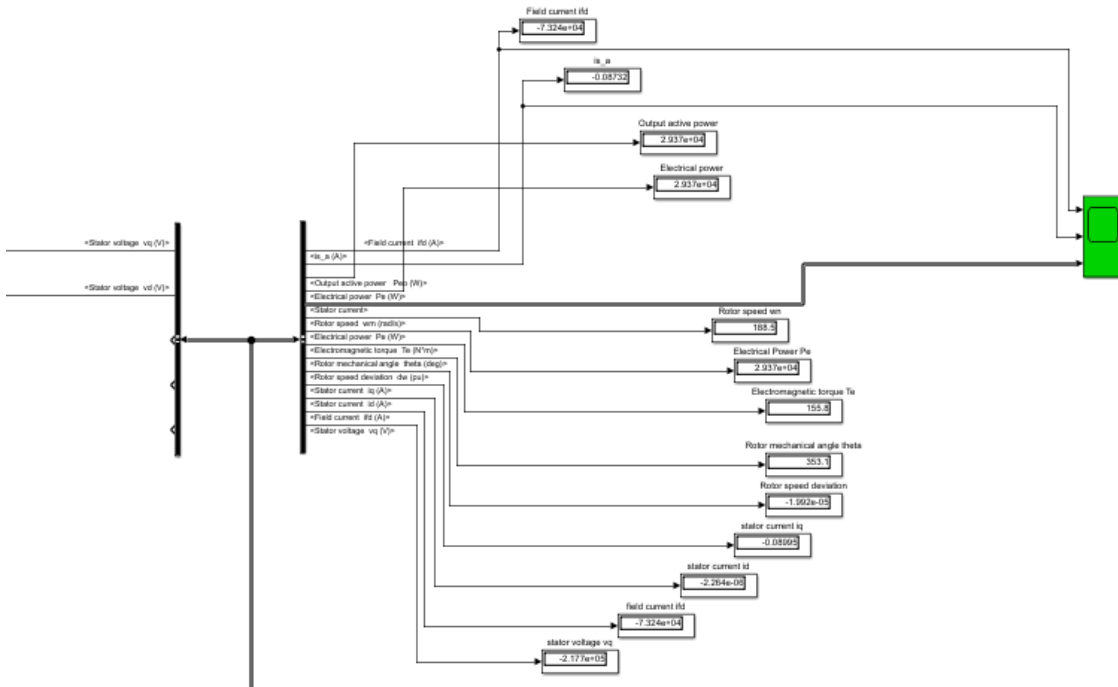 Field current ifd
-7.324e+04
is_a
-0.08732
Output active power
2.937e+04
Electrical power
2.937e+04
<Stator voltage vq (V)>
<Field current ifd (A)>
<is_a (A)>
<Output active power Peo (W)>
<Stator voltage vd (V)>
<Electrical power Pe (W)>
<Stator current>
Rotor speed wn
188.5
<Rotor speed wm (rad/s)>
<Electrical power Pe (W)>
<Electromagnetic torque Te (N*m)>
Electrical Power Pe
2.937e+04
<Rotor mechanical angle theta (deg)>
<Rotor speed deviation dw (pu)>
<Stator current iq (A)>
Electromagnetic torque Te
155.8
<Stator current id (A)>
<Field current ifd (A)>
<Stator voltage vq (V)>
Rotor mechanical angle theta
353.1
Rotor speed deviation
-1.992e-05
stator current iq
-0.08995
stator current id
-2.264e-06
field current ifd
-7.324e+04
stator voltage vq
-2.177e+05